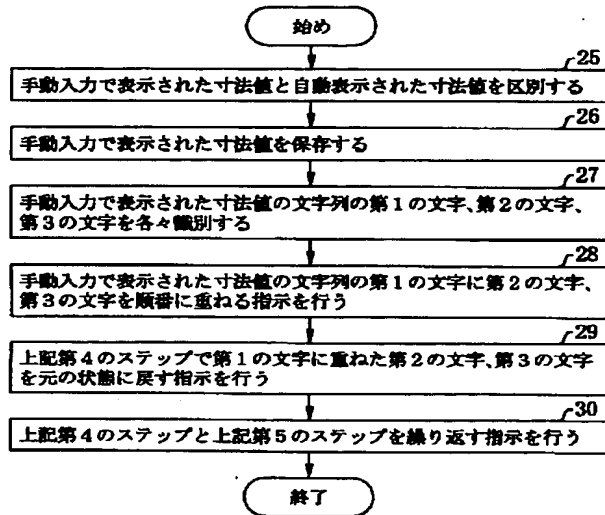 始め
25
手動入力で表示された寸法値と自動表示された寸法値を区別する
26
手動入力で表示された寸法値を保存する
27
手動入力で表示された寸法値の文字列の第1の文字、第2の文字、
第3の文字を各々識別する
28
手動入力で表示された寸法値の文字列の第1の文字に第2の文字、
第3の文字を順番に重ねる指示を行う
29
上記第4のステップで第1の文字に重ねた第2の文字、第3の文字
を元の状態に戻す指示を行う
30
上記第4のステップと上記第5のステップを繰り返す指示を行う
終了